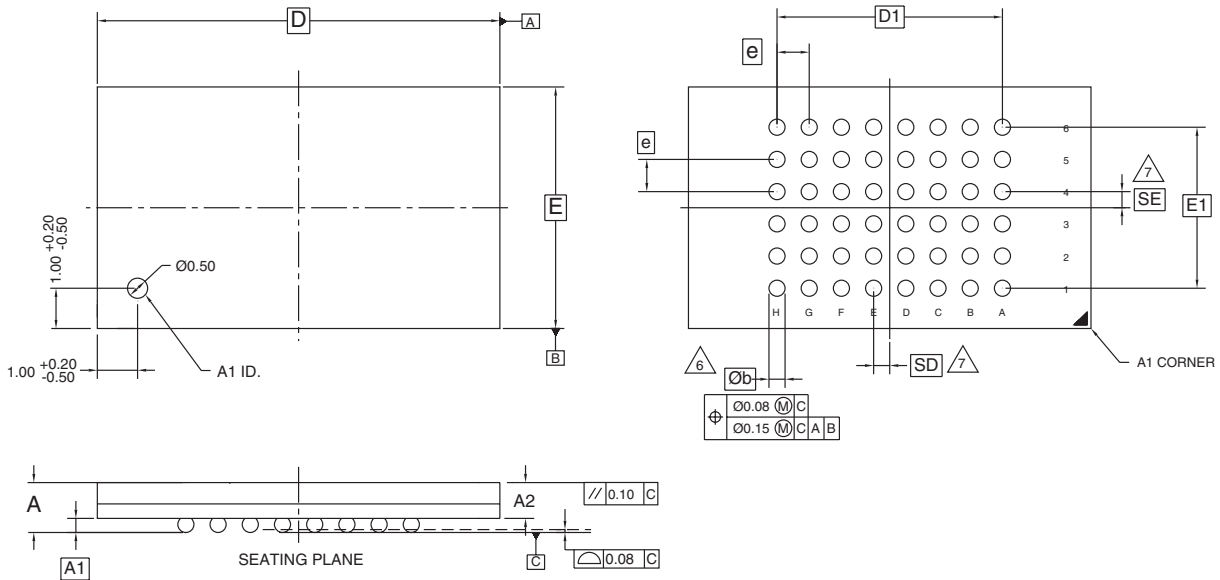 D
A
D1
e
6
e
5
7
4
SE
E
E1
3
1.00 +0.20 -0.50
Ø0.50
2
1
H G F E D C B A
B
1.00 +0.20 -0.50
A1 ID.
6
Øb
SD
7
A1 CORNER
Ø0.08 M C
Ø0.15 M C A B
A
A2
// 0.10 C
A1
SEATING PLANE
C
0.08 C